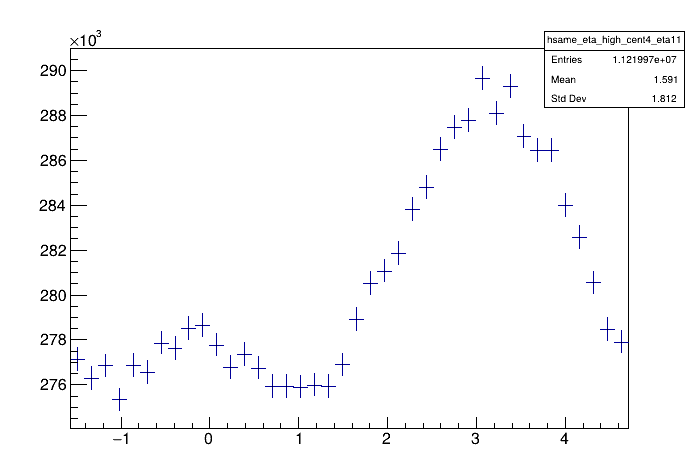 ×10³
hsame_eta_high_cent4_eta11
Entries 1.121997e+07
Mean 1.591
Std Dev 1.812
290
288
286
284
282
280
278
276
−1 0 1 2 3 4